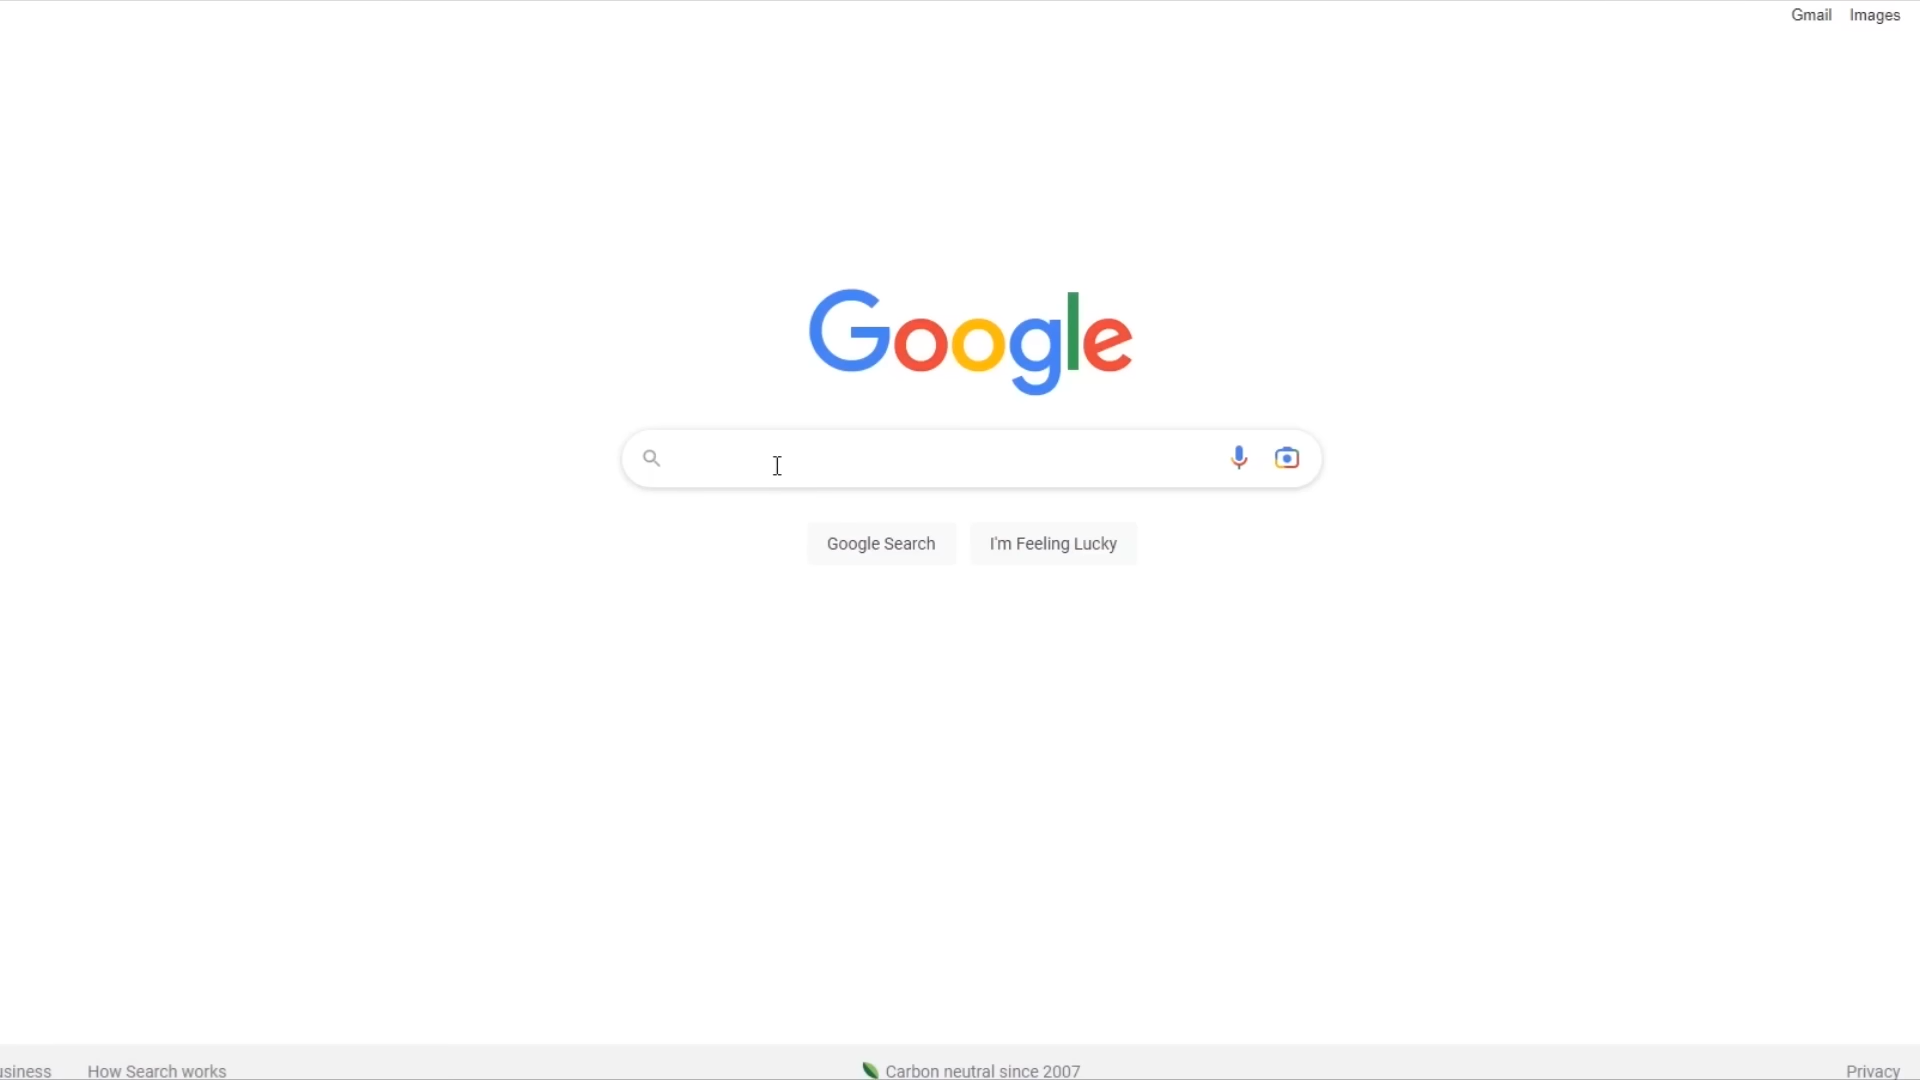 Gmail Images
Google
Google Search I'm Feeling Lucky
usiness How Search works Carbon neutral since 2007 Privacy